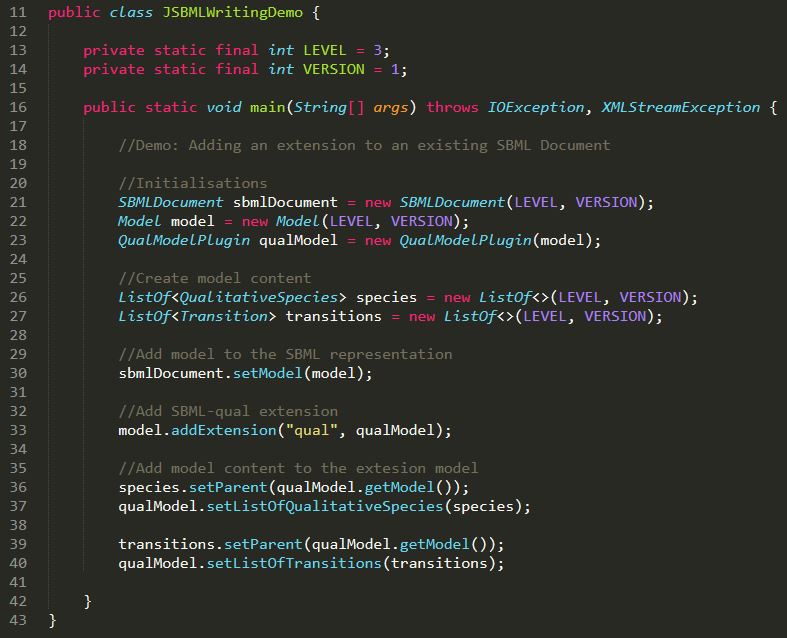 11 public class JSBMLWritingDemo {
12
13 private static final int LEVEL = 3;
14 private static final int VERSION = 1;
15
16 public static void main(String[] args) throws IOException, XMLStreamException {
17
18 //Demo: Adding an extension to an existing SBML Document
19
20 //Initialisations
21 SBMLDocument sbmlDocument = new SBMLDocument(LEVEL, VERSION);
22 Model model = new Model(LEVEL, VERSION);
23 QualModelPlugin qualModel = new QualModelPlugin(model);
24
25 //Create model content
26 ListOf<QualitativeSpecies> species = new ListOf<>(LEVEL, VERSION);
27 ListOf<Transition> transitions = new ListOf<>(LEVEL, VERSION);
28
29 //Add model to the SBML representation
30 sbmlDocument.setModel(model);
31
32 //Add SBML-qual extension
33 model.addExtension("qual", qualModel);
34
35 //Add model content to the extesion model
36 species.setParent(qualModel.getModel());
37 qualModel.setListOfQualitativeSpecies(species);
38
39 transitions.setParent(qualModel.getModel());
40 qualModel.setListOfTransitions(transitions);
41
42 }
43 }